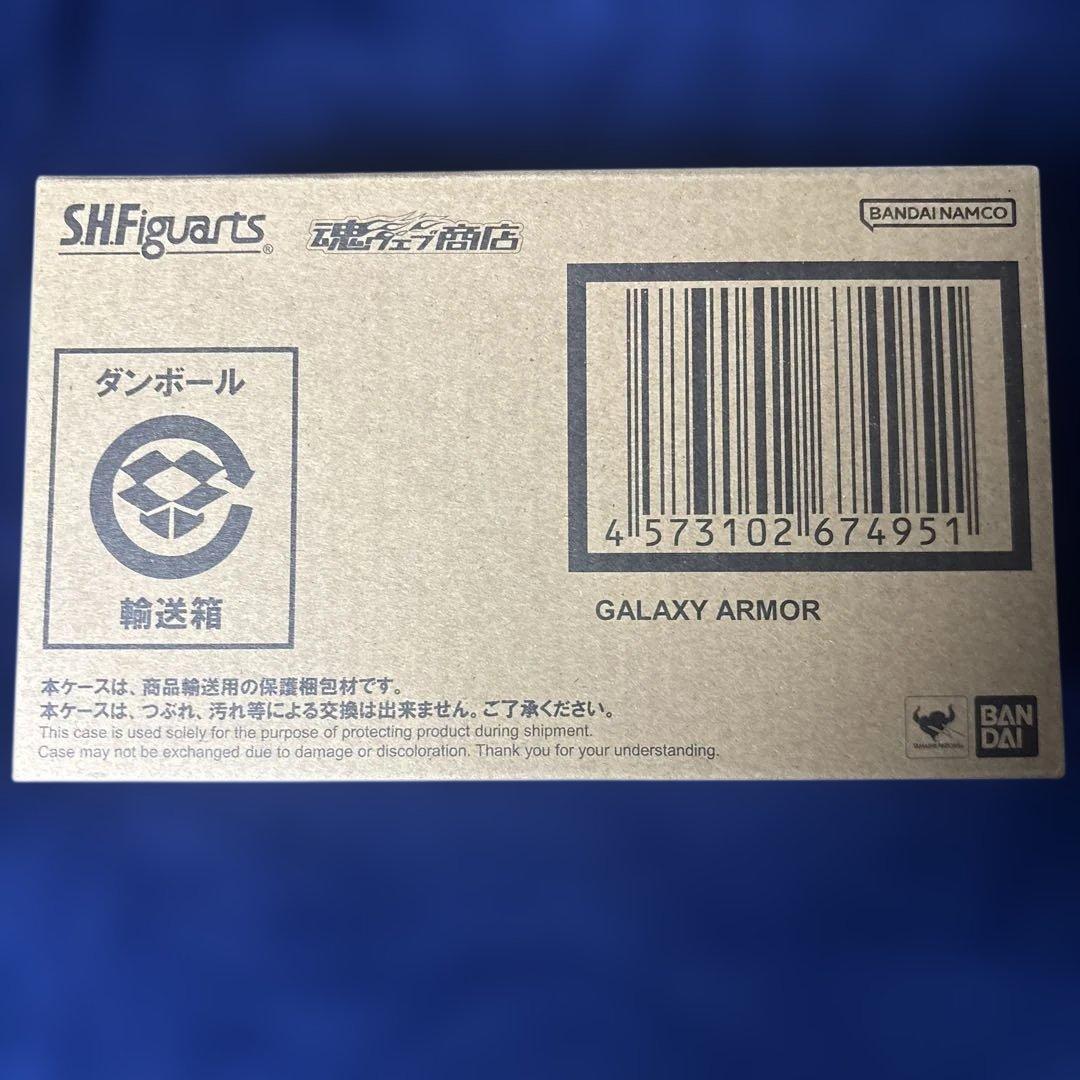 S.H.Figuarts®
魂ウェブ商店
BANDAI NAMCO
ダンボール
輸送箱
4 573102 674951
GALAXY ARMOR
本ケースは、商品輸送用の保護梱包材です。
本ケースは、つぶれ、汚れ等による交換は出来ません。ご了承ください。
This case is used solely for the purpose of protecting product during shipment.
Case may not be exchanged due to damage or discoloration. Thank you for your understanding.
TAMASHII NATIONS
BAN
DAI